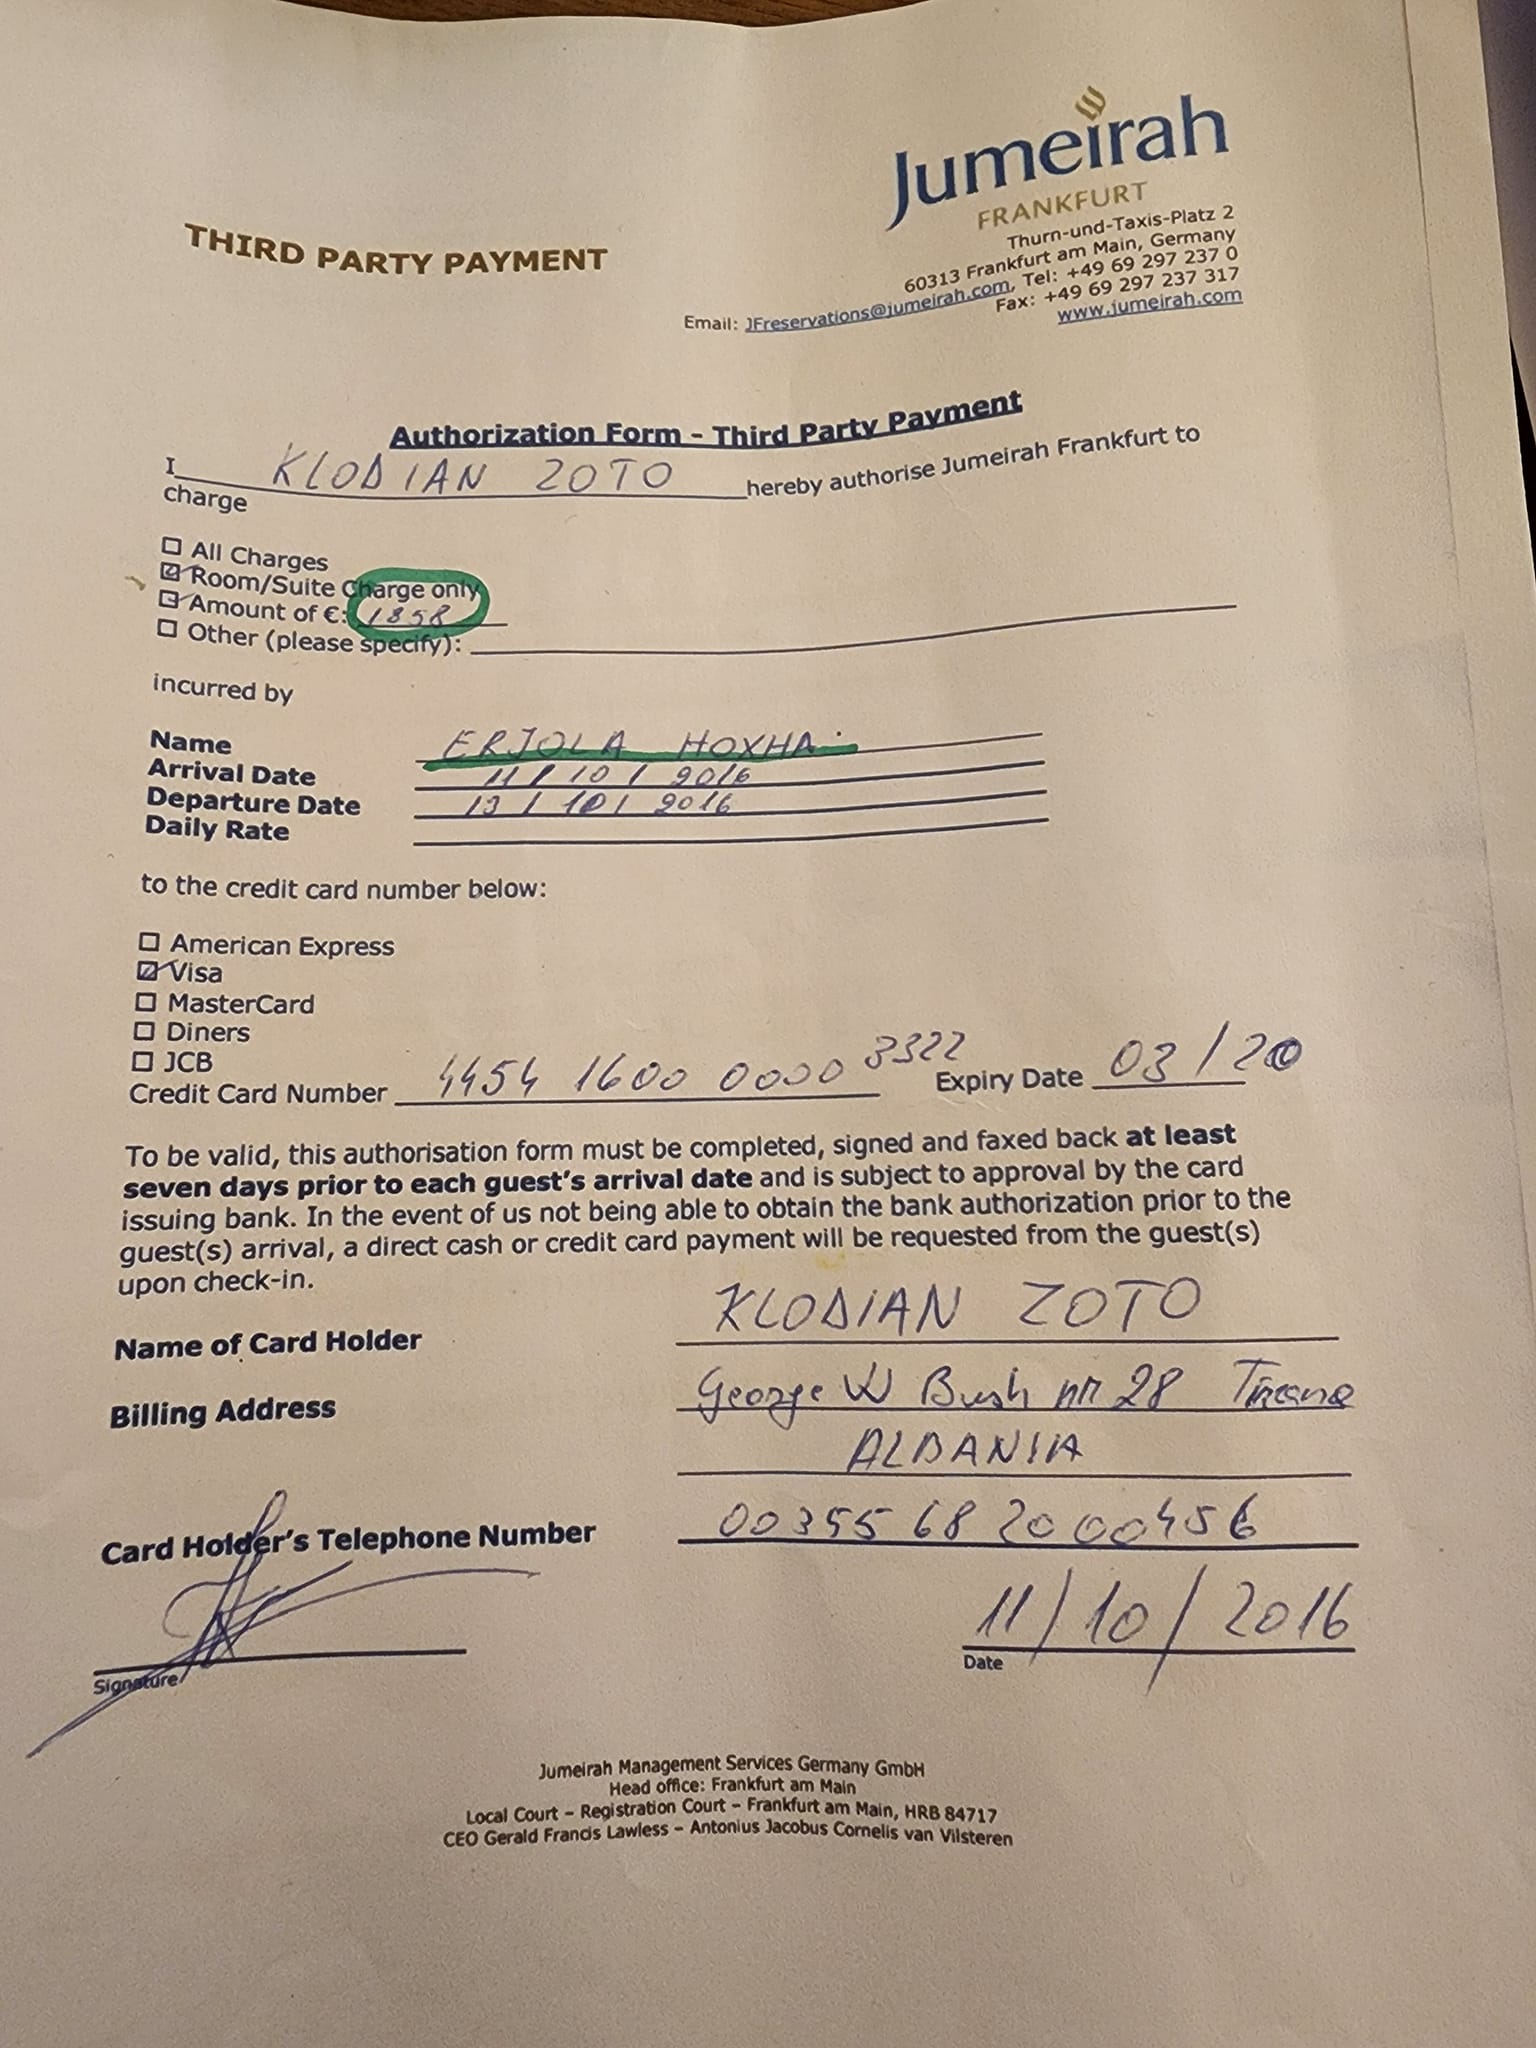 Jumeirah
FRANKFURT
THIRD PARTY PAYMENT
Thurn-und-Taxis-Platz 2
60313 Frankfurt am Main, Germany
Email: JFreservations@jumeirah.com, Tel: +49 69 297 237 0
Fax: +49 69 297 237 317
www.jumeirah.com
Authorization Form - Third Party Payment
I KLODIAN ZOTO hereby authorise Jumeirah Frankfurt to
charge
All Charges
Room/Suite Charge only
Amount of €: 1858
Other (please specify):
incurred by
Name ERJOLA HOXHA
Arrival Date 11/10/2016
Departure Date 13/10/2016
Daily Rate
to the credit card number below:
American Express
Visa
MasterCard
Diners
JCB
Credit Card Number 4454 1600 0000 3322 Expiry Date 03/20
To be valid, this authorisation form must be completed, signed and faxed back at least
seven days prior to each guest's arrival date and is subject to approval by the card
issuing bank. In the event of us not being able to obtain the bank authorization prior to the
guest(s) arrival, a direct cash or credit card payment will be requested from the guest(s)
upon check-in.
Name of Card Holder KLODIAN ZOTO
Billing Address George W Bush nr 28 Tirana
ALBANIA
Card Holder's Telephone Number 00355 68 2000456
11/10/2016
Signature Date
Jumeirah Management Services Germany GmbH
Head office: Frankfurt am Main
Local Court – Registration Court – Frankfurt am Main, HRB 84717
CEO Gerald Francis Lawless – Antonius Jacobus Cornelis van Vilsteren